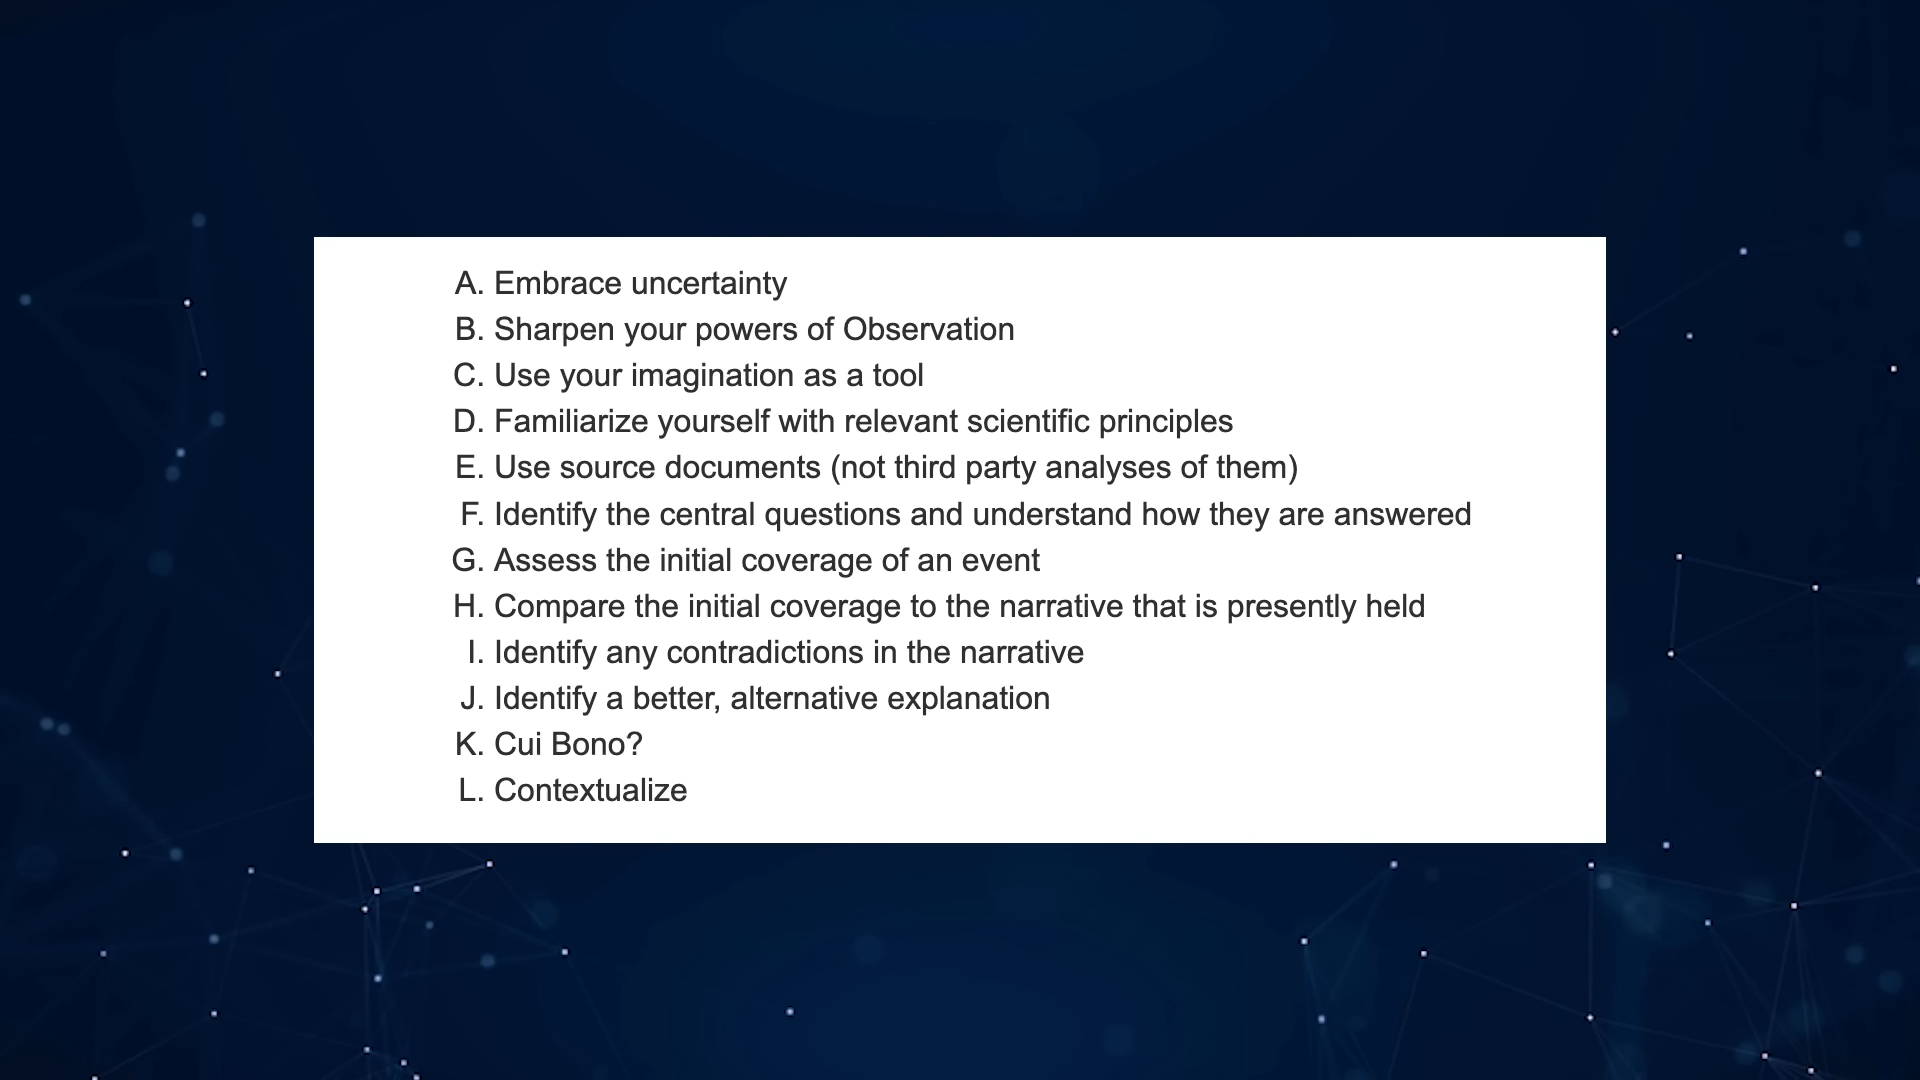 A. Embrace uncertainty
B. Sharpen your powers of Observation
C. Use your imagination as a tool
D. Familiarize yourself with relevant scientific principles
E. Use source documents (not third party analyses of them)
F. Identify the central questions and understand how they are answered
G. Assess the initial coverage of an event
H. Compare the initial coverage to the narrative that is presently held
I. Identify any contradictions in the narrative
J. Identify a better, alternative explanation
K. Cui Bono?
L. Contextualize